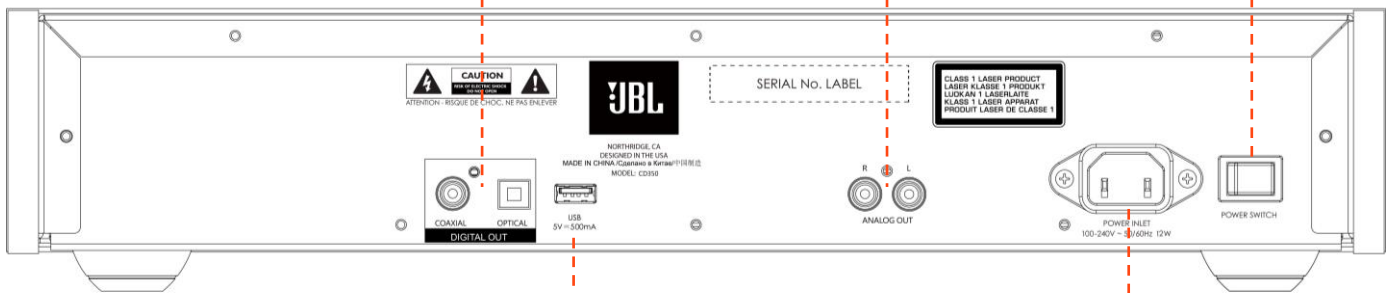 CAUTION
RISK OF ELECTRIC SHOCK
DO NOT OPEN
ATTENTION - RISQUE DE CHOC, NE PAS ENLEVER
JBL
NORTHRIDGE, CA
DESIGNED IN THE USA
MADE IN CHINA /Сделано в Китае/中国制造
MODEL: CD350
SERIAL No. LABEL
CLASS 1 LASER PRODUCT
LASER KLASSE 1 PRODUKT
LUOKAN 1 LASERLAITE
KLASS 1 LASER APPARAT
PRODUIT LASER DE CLASSE 1
COAXIAL
OPTICAL
DIGITAL OUT
USB
5V⎓500mA
R
L
ANALOG OUT
POWER INLET
100-240V ~ 50/60Hz 12W
POWER SWITCH